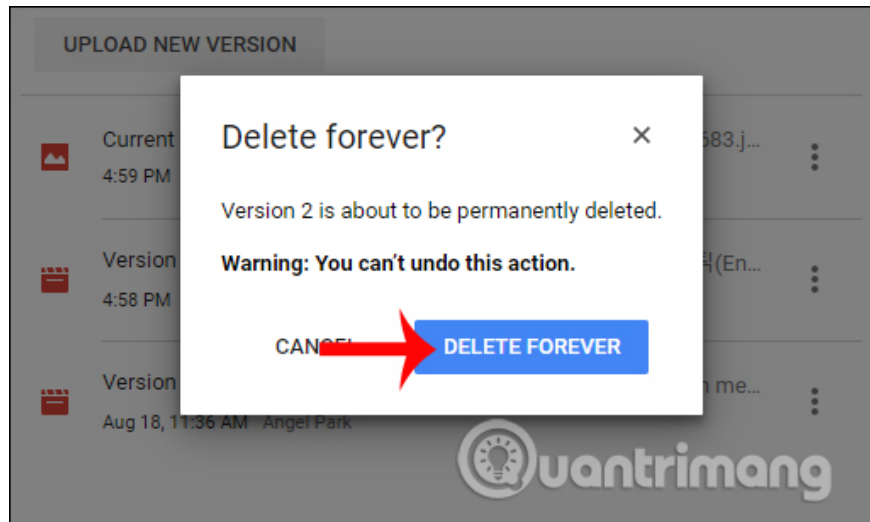 UPLOAD NEW VERSION
Delete forever?
Current
683.j...
4:59 PM
Version 2 is about to be permanently deleted.
Version
Warning: You can't undo this action.
(En...
4:58 PM
DELETE FOREVER
Version
n me...
Aug 18, 11:36 AM Angel Park
Quantrimang